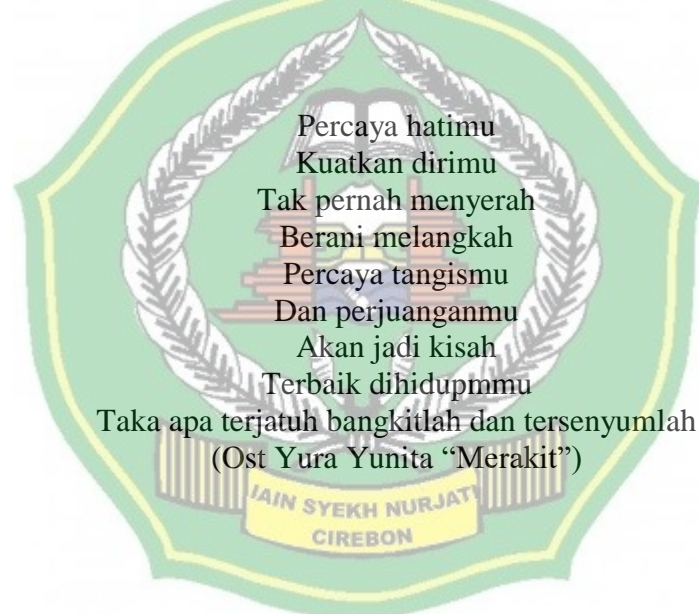 Percaya hatimu
Kuatkan dirimu
Tak pernah menyerah
Berani melangkah
Percaya tangismu
Dan perjuanganmu
Akan jadi kisah
Terbaik dihidupmmu
Taka apa terjatuh bangkitlah dan tersenyumlah
(Ost Yura Yunita “Merakit”)
IAIN SYEKH NURJATI
CIREBON